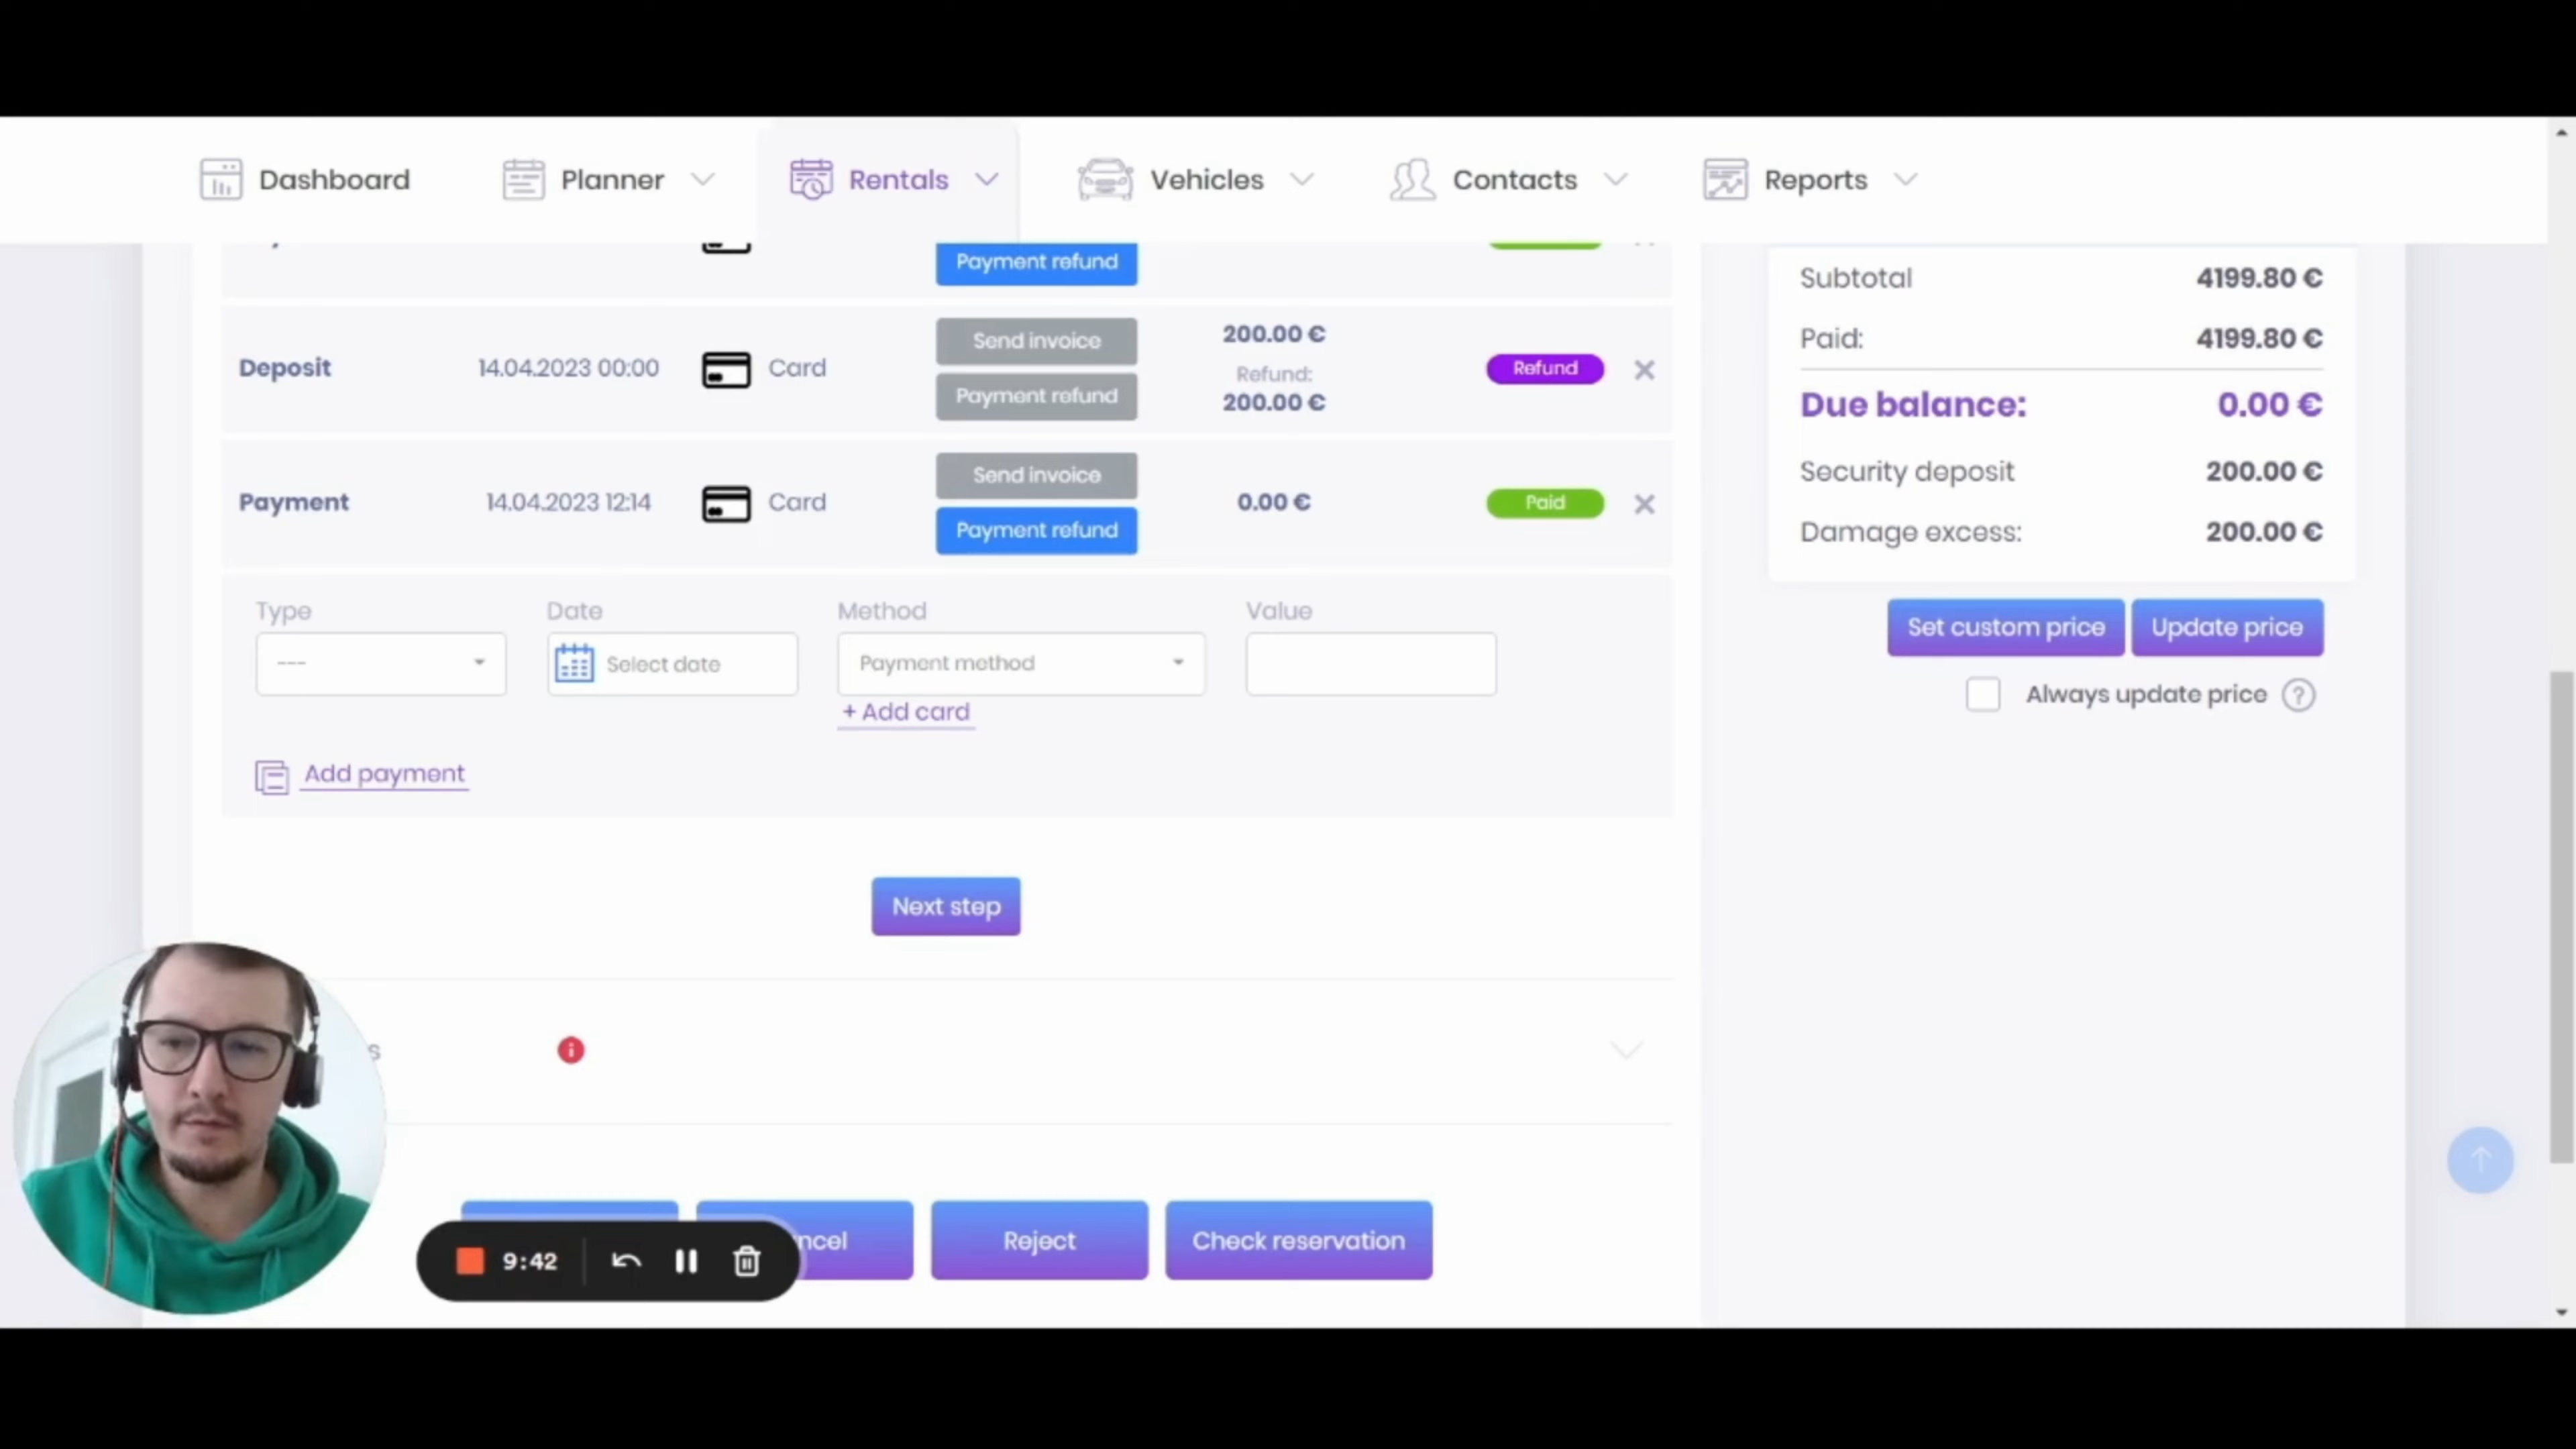 Dashboard
Planner
Rentals
Vehicles
Contacts
Reports
Payment refund
Deposit
14.04.2023 00:00
Card
Send invoice
Payment refund
200.00 €
Refund:
200.00 €
Refund
Payment
14.04.2023 12:14
Card
Send invoice
Payment refund
0.00 €
Paid
Type
Date
Method
Value
---
Select date
Payment method
+ Add card
Add payment
Next step
Subtotal
4199.80 €
Paid:
4199.80 €
Due balance:
0.00 €
Security deposit
200.00 €
Damage excess:
200.00 €
Set custom price
Update price
Always update price
?
9:42
Reject
Check reservation